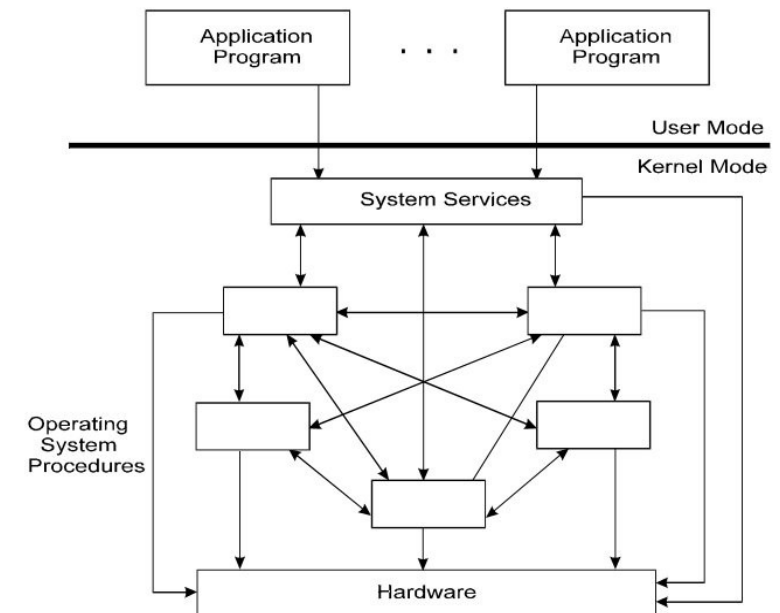 Application
Program
. . .
Application
Program
User Mode
Kernel Mode
System Services
Operating
System
Procedures
Hardware